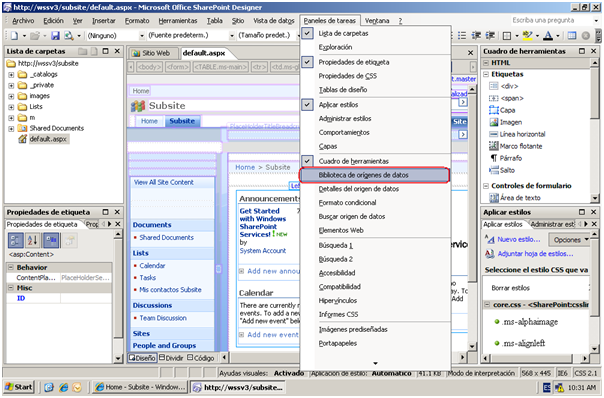 http://wssv3/subsite/default.aspx - Microsoft Office SharePoint Designer
Archivo Edición Ver Insertar Formato Herramientas Tabla Sitio Vista de datos Paneles de tareas Ventana ?
Escriba una pregunta
(Ninguno) (Fuente predeterm.) (Tamaño predet.)
Lista de carpetas
http://wssv3/subsite
_catalogs
_private
images
Lists
m
Shared Documents
default.aspx
Propiedades de etiqueta
Propiedades de etiqueta
<asp:Content>
Behavior
ContentPla... PlaceHolderSe...
Misc
ID
Sitio Web default.aspx
<body> <form> <TABLE.ms-main> <tr>
Home
Subsite
Home Subsite
View All Site Content
Documents
Shared Documents
Lists
Calendar
Tasks
Mis contactos Subsite
Discussions
Team Discussion
Sites
People and Groups
Home > Subsite
Announcements
Get Started
with Windows
SharePoint
Services! NEW
by
System Account
Add new annou
Calendar
There are currently
events. To add a new
"Add new event" belo
Add new event
Diseño Dividir Código
Lista de carpetas
Exploración
Propiedades de etiqueta
Propiedades de CSS
Tablas de diseño
Aplicar estilos
Administrar estilos
Comportamientos
Capas
Cuadro de herramientas
Biblioteca de orígenes de datos
Detalles del origen de datos
Formato condicional
Buscar origen de datos
Elementos Web
Búsqueda 1
Búsqueda 2
Accesibilidad
Compatibilidad
Hipervínculos
Informes CSS
Imágenes prediseñadas
Portapapeles
Cuadro de herramientas
HTML
Etiquetas
<div>
<span>
Capa
Imagen
Línea horizontal
Marco flotante
Párrafo
Salto
Controles de formulario
Área de texto
Aplicar estilos
Aplicar estilos Administrar esti
Nuevo estilo... Opciones
Adjuntar hoja de estilos...
Seleccione el estilo CSS que va
Borrar estilos
core.css - <SharePoint:cssli
.ms-alphaimage
.ms-alignleft
Ayudas visuales: Activado Aplicación de estilo: Automático 41.1 KB Modo de interpretación 568 x 445 IE6 CSS 2.1
Start Home - Subsite - Window... http://wssv3/subsite... ES 10:31 AM